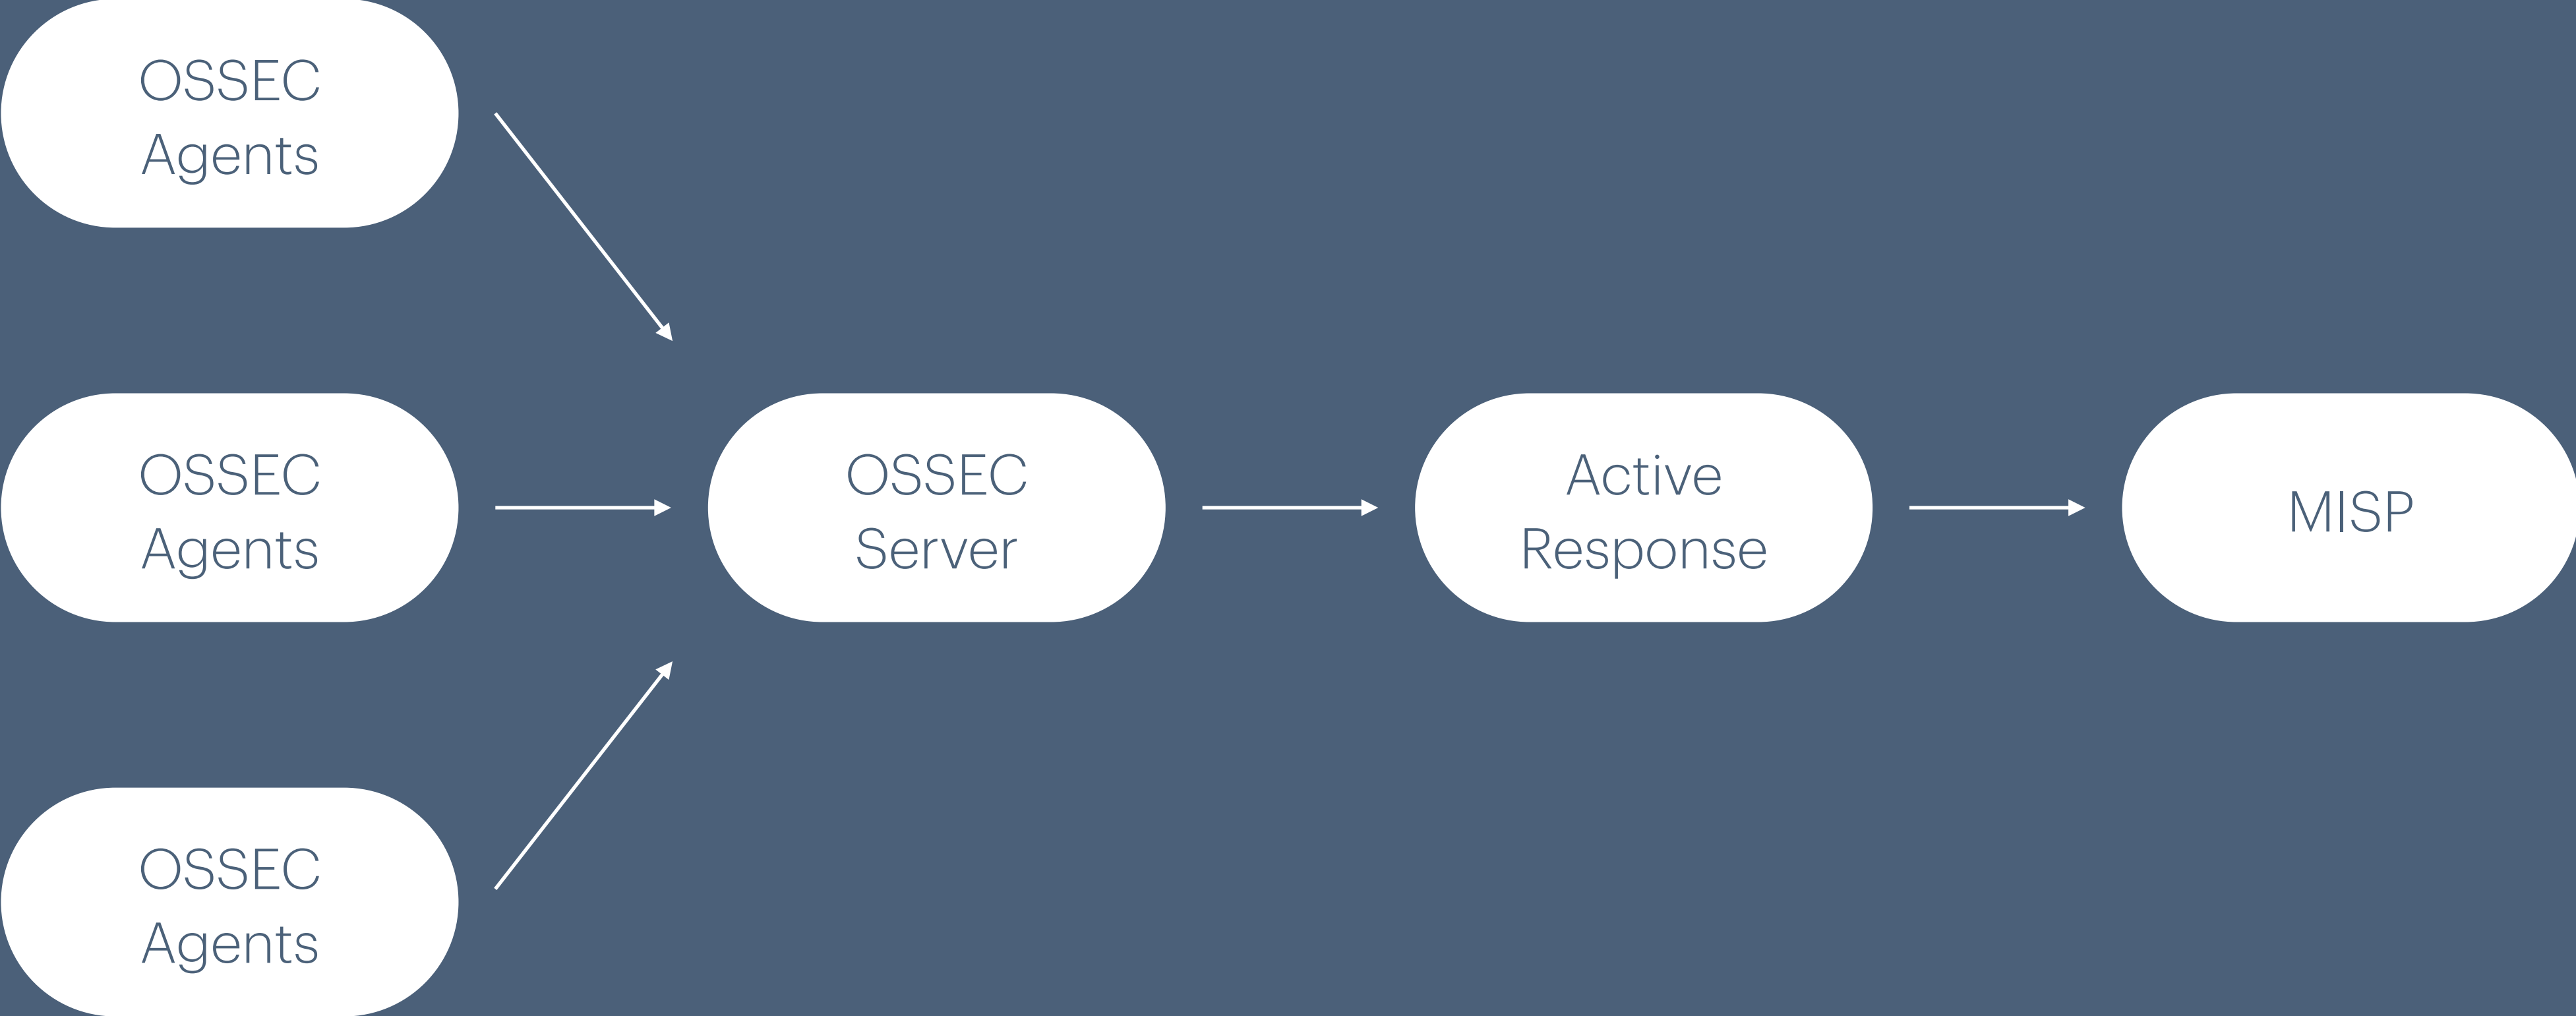 OSSEC
Agents
OSSEC
Agents
OSSEC
Server
Active
Response
MISP
OSSEC
Agents